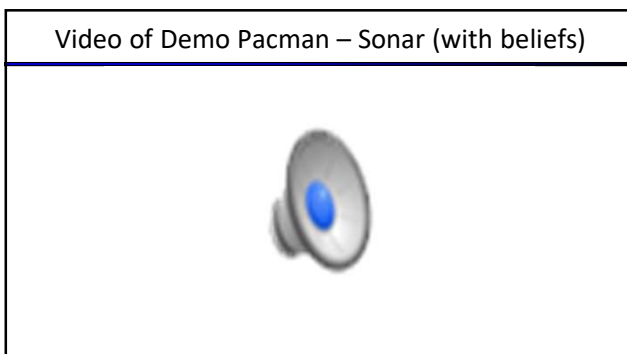 Video of Demo Pacman – Sonar (with beliefs)